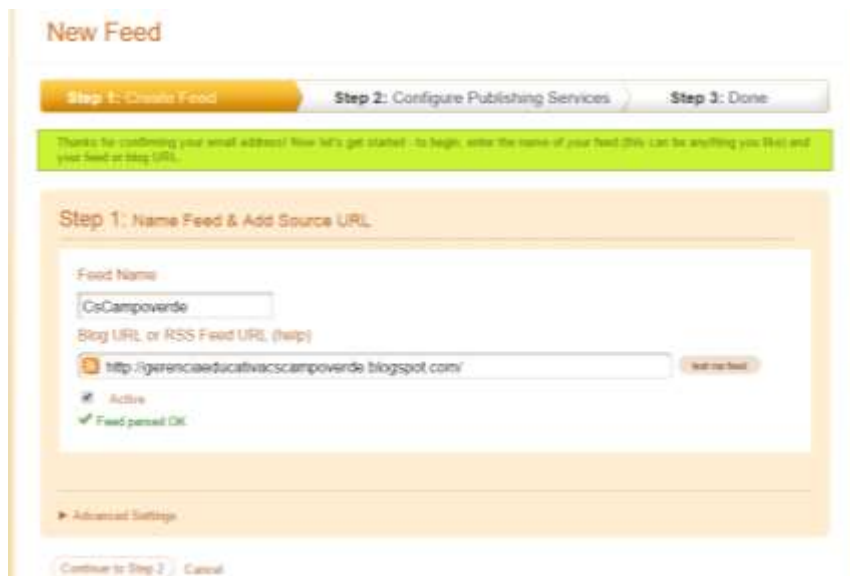 New Feed
Step 1: Create Feed Step 2: Configure Publishing Services Step 3: Done
Thanks for confirming your email address! Now let's get started - to begin, enter the name of your feed (this can be anything you like) and
your feed or blog URL.
Step 1: Name Feed & Add Source URL
Feed Name
CsCampoverde
Blog URL or RSS Feed URL (help)
http://gerenciaeducativacscampoverde.blogspot.com/
test my feed
Active
Feed parsed OK
Advanced Settings
Continue to Step 2 Cancel